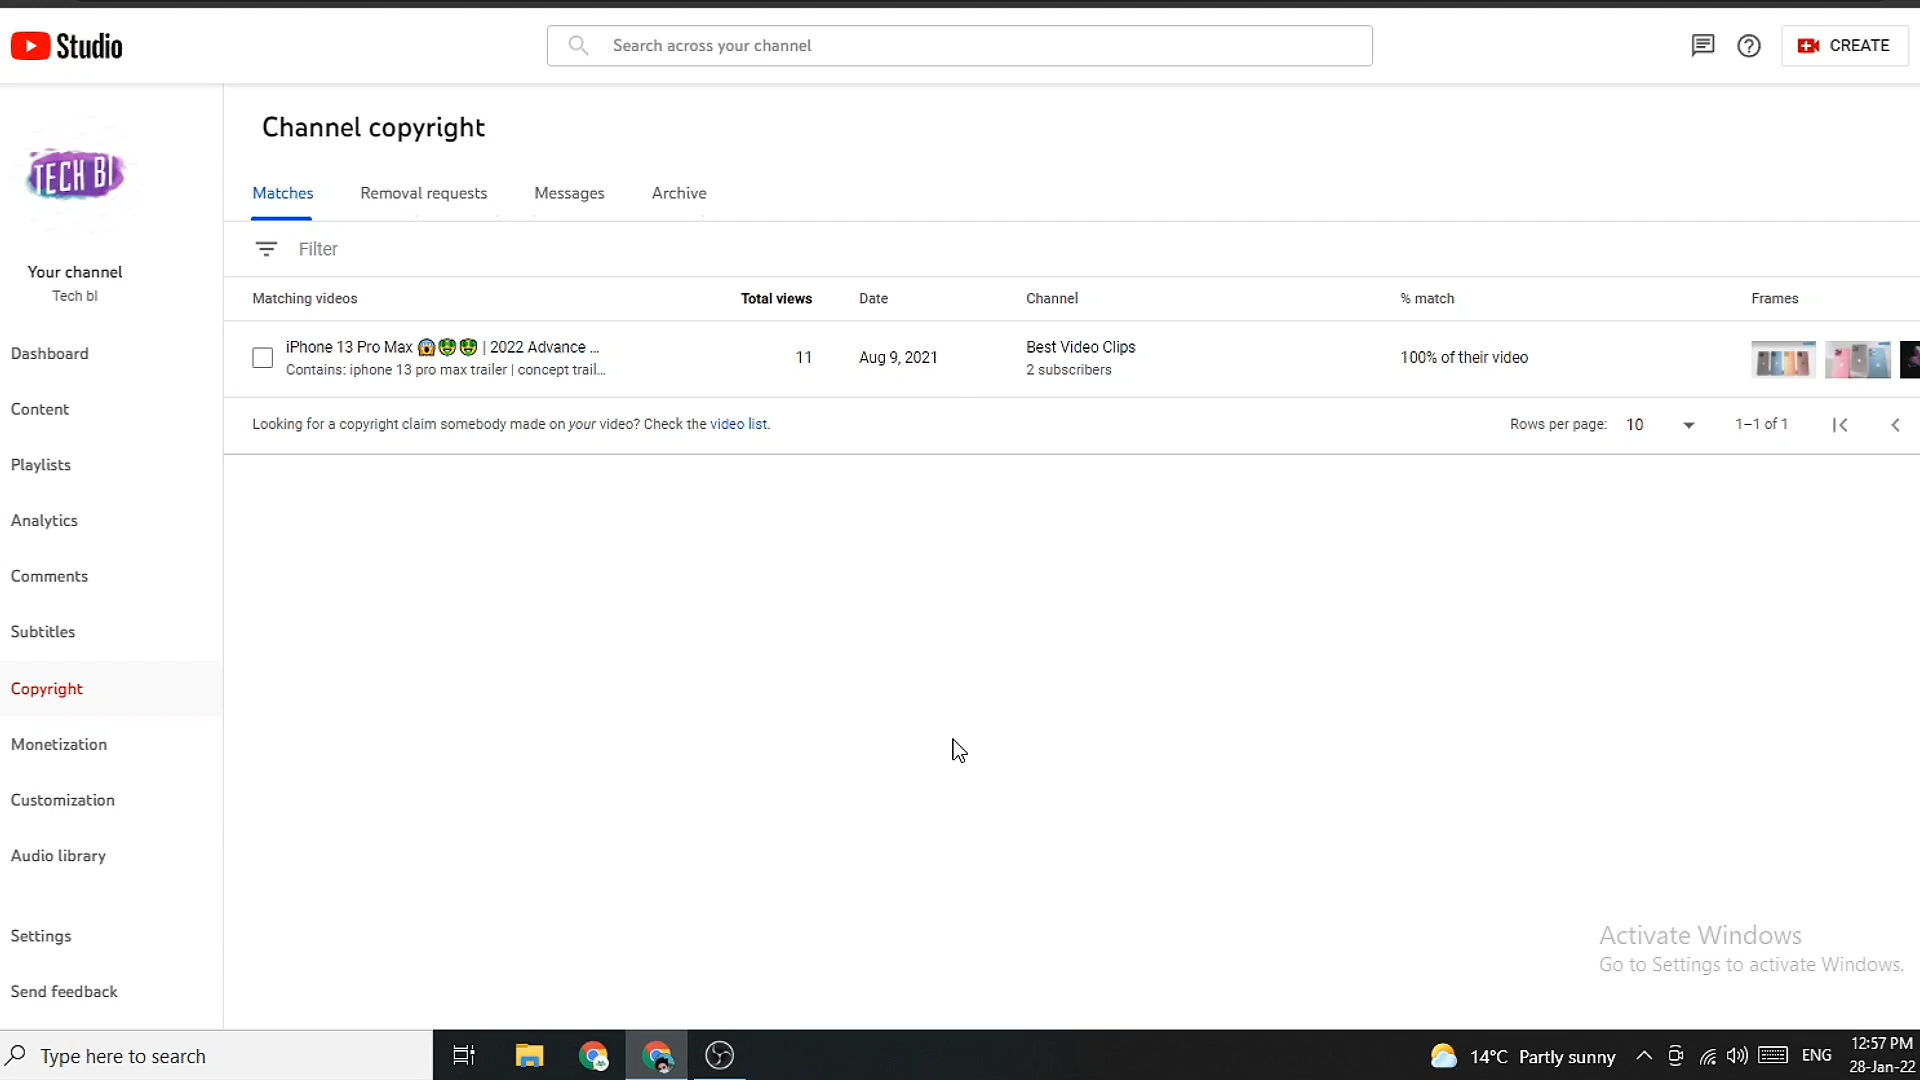 Studio
Search across your channel
CREATE
TECH BI
Your channel
Tech bl
Dashboard
Content
Playlists
Analytics
Comments
Subtitles
Copyright
Monetization
Customization
Audio library
Settings
Send feedback
Channel copyright
Matches Removal requests Messages Archive
Filter
Matching videos Total views Date Channel % match Frames
iPhone 13 Pro Max 😱🤑🤑 | 2022 Advance ...
Contains: iphone 13 pro max trailer | concept trail...
11
Aug 9, 2021
Best Video Clips
2 subscribers
100% of their video
Looking for a copyright claim somebody made on your video? Check the video list.
Rows per page: 10 1–1 of 1
Activate Windows
Go to Settings to activate Windows.
Type here to search
14°C Partly sunny
ENG
12:57 PM
28-Jan-22